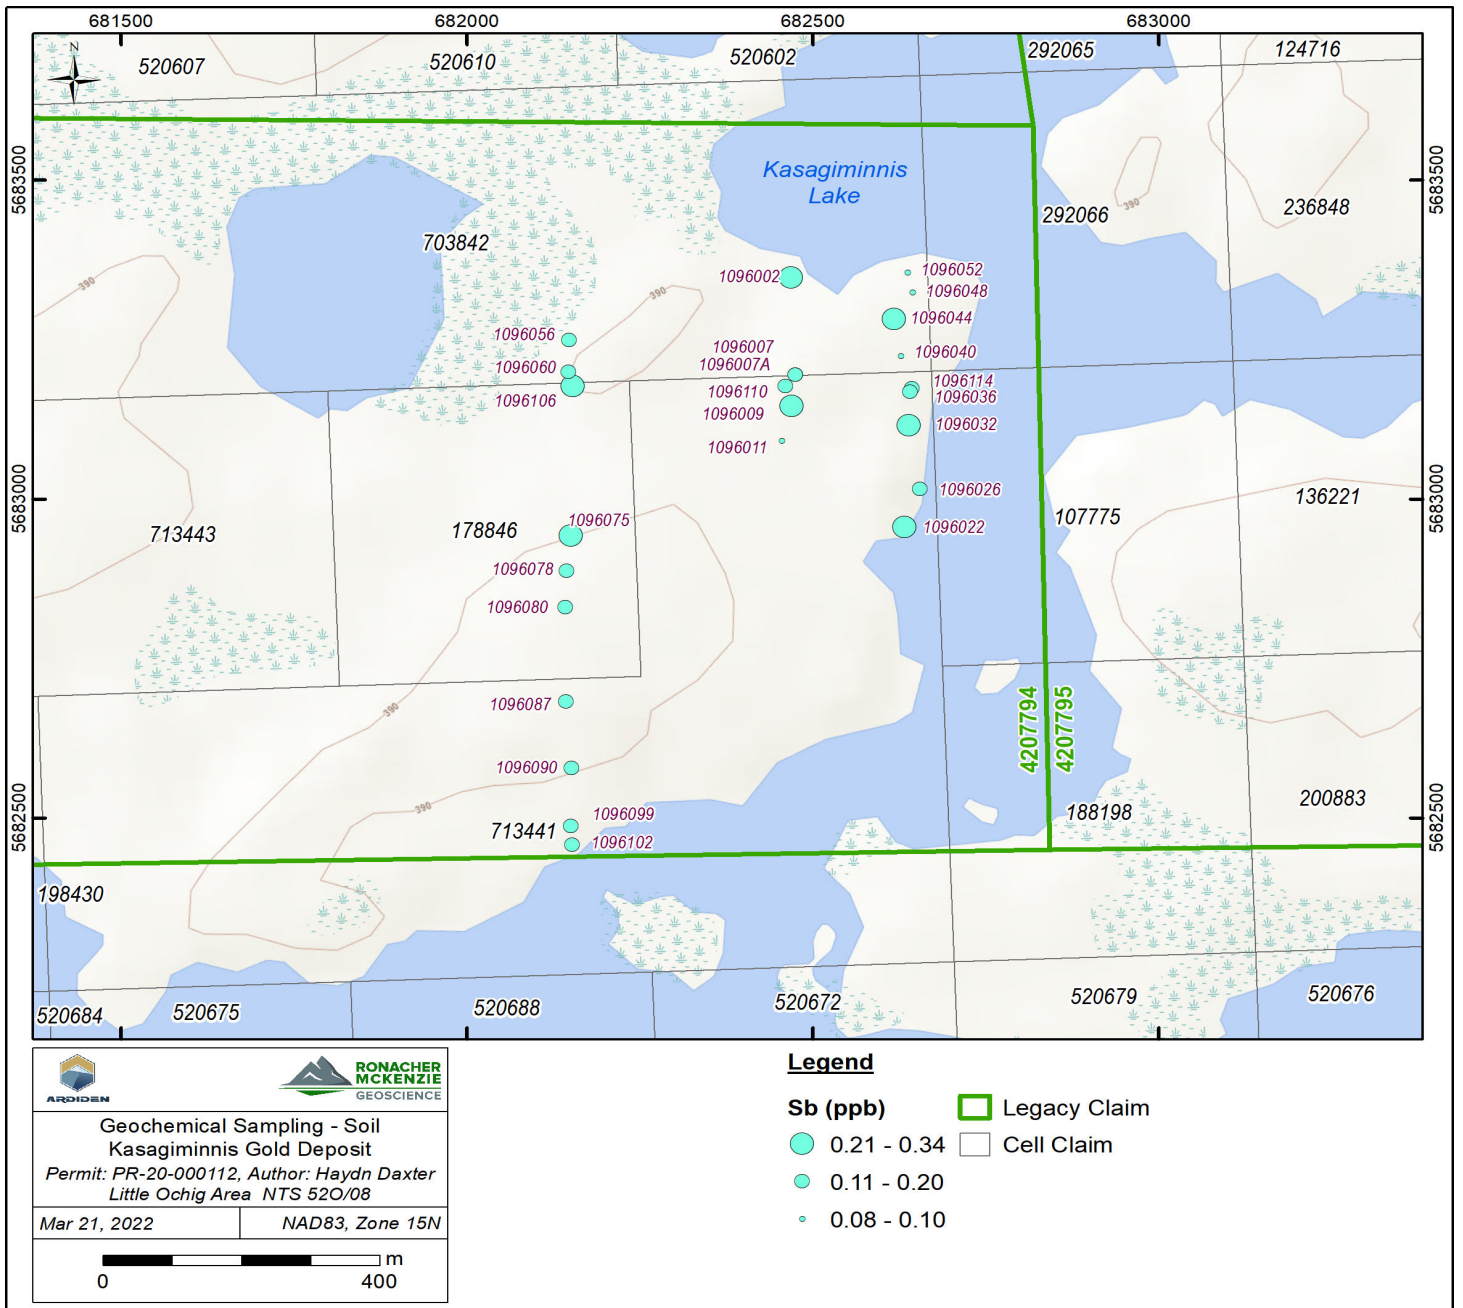 681500
682000
682500
683000
N
520607
520610
520602
292065
124716
5683500
5683500
Kasagiminnis
Lake
292066
236848
390
703842
1096002
1096052
1096048
390
390
1096044
1096056
1096007
1096040
1096007A
1096060
1096114
1096110
1096036
1096106
1096009
1096032
1096011
1096026
5683000
5683000
136221
713443
178846
1096075
1096022
107775
1096078
1096080
1096087
390
4207794
4207795
1096090
390
1096099
200883
188198
5682500
5682500
713441
1096102
198430
520684
520675
520688
520672
520679
520676
ARDIDEN
RONACHER
MCKENZIE
GEOSCIENCE
Geochemical Sampling - Soil
Kasagiminnis Gold Deposit
Permit: PR-20-000112, Author: Haydn Daxter
Little Ochig Area NTS 52O/08
Mar 21, 2022
NAD83, Zone 15N
m
0
400
Legend
Sb (ppb)
0.21 - 0.34
0.11 - 0.20
0.08 - 0.10
Legacy Claim
Cell Claim